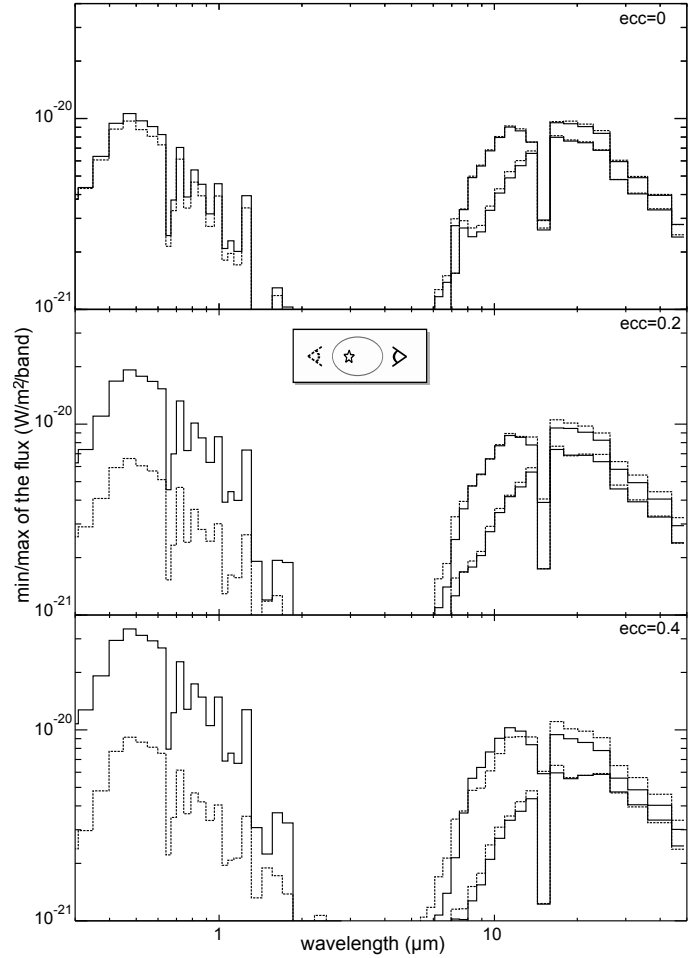 ecc=0
10⁻²⁰
10⁻²¹
ecc=0.2
10⁻²⁰
10⁻²¹
ecc=0.4
10⁻²⁰
10⁻²¹
min/max of the flux (W/m²/band)
1 10
wavelength (µm)